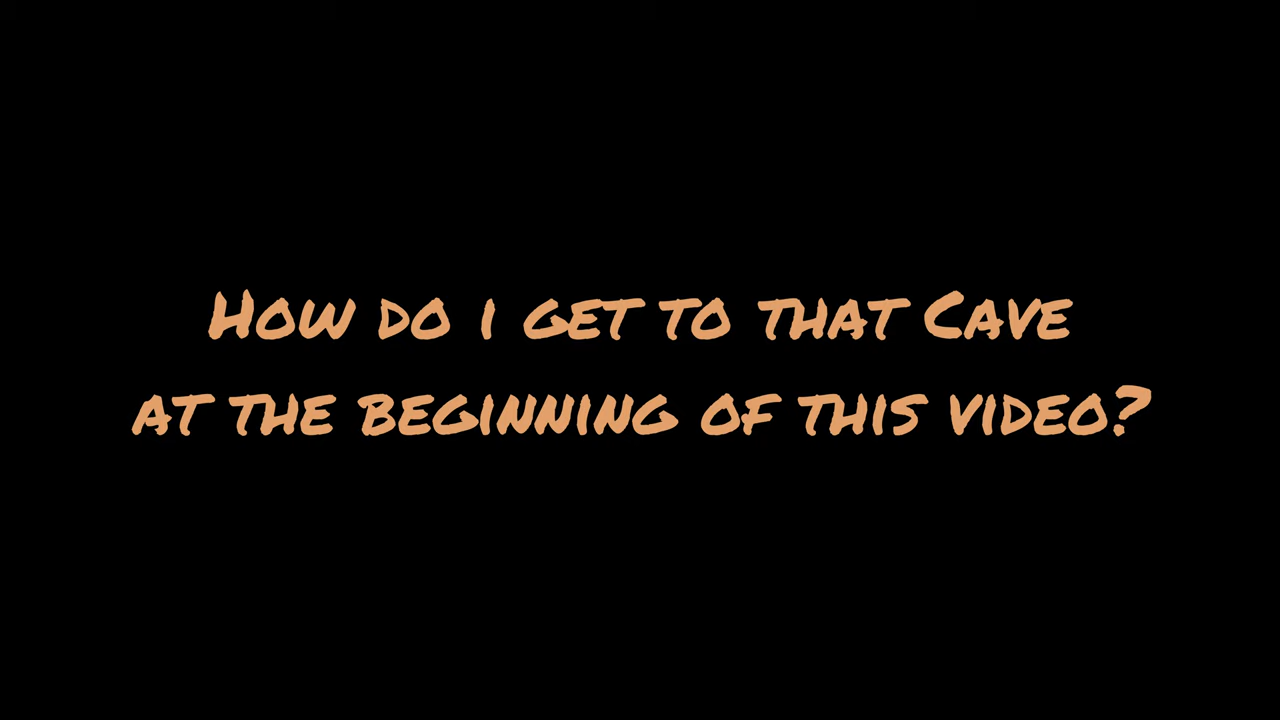 How do i get to that Cave
at the beginning of this video?